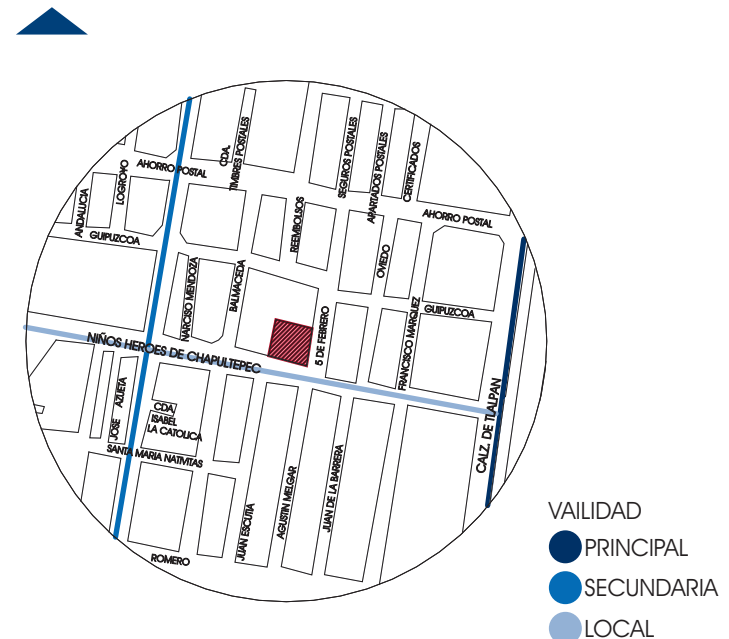 CDA.
TIMBRES POSTALES
SEGUROS POSTALES
APARTADOS POSTALES
CERTIFICADOS
AHORRO POSTAL
LOGROÑO
ANDALUCIA
GUIPUZCOA
REEMBOLSOS
AHORRO POSTAL
OVIEDO
NARCISO MENDOZA
BALMACEDA
5 DE FEBRERO
FRANCISCO MARQUEZ
GUIPUZCOA
NIÑOS HEROES DE CHAPULTEPEC
JOSE AZUETA
CDA.
ISABEL
LA CATOLICA
SANTA MARIA NATIVITAS
CALZ. DE TLALPAN
JUAN ESCUTIA
AGUSTIN MELGAR
JUAN DE LA BARRERA
ROMERO
VAILIDAD
PRINCIPAL
SECUNDARIA
LOCAL